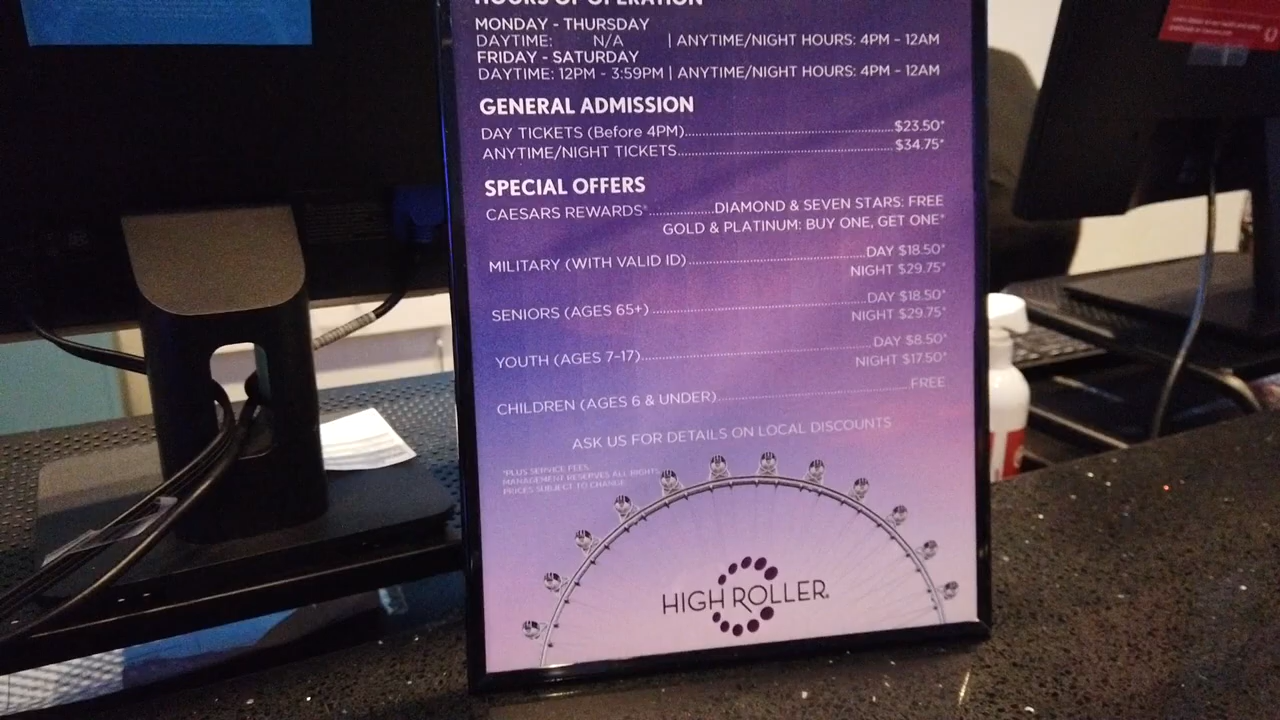 HOURS OF OPERATION
MONDAY - THURSDAY
DAYTIME: N/A | ANYTIME/NIGHT HOURS: 4PM - 12AM
FRIDAY - SATURDAY
DAYTIME: 12PM - 3:59PM | ANYTIME/NIGHT HOURS: 4PM - 12AM
GENERAL ADMISSION
DAY TICKETS (Before 4PM)........................................$23.50*
ANYTIME/NIGHT TICKETS........................................$34.75*
SPECIAL OFFERS
CAESARS REWARDS®................DIAMOND & SEVEN STARS: FREE
GOLD & PLATINUM: BUY ONE, GET ONE*
MILITARY (WITH VALID ID)................................DAY $18.50*
NIGHT $29.75*
SENIORS (AGES 65+)........................................DAY $18.50*
NIGHT $29.75*
YOUTH (AGES 7-17)........................................DAY $8.50*
NIGHT $17.50*
CHILDREN (AGES 6 & UNDER)........................................FREE
ASK US FOR DETAILS ON LOCAL DISCOUNTS
*PLUS SERVICE FEES.
MANAGEMENT RESERVES ALL RIGHTS.
PRICES SUBJECT TO CHANGE.
HIGH ROLLER®